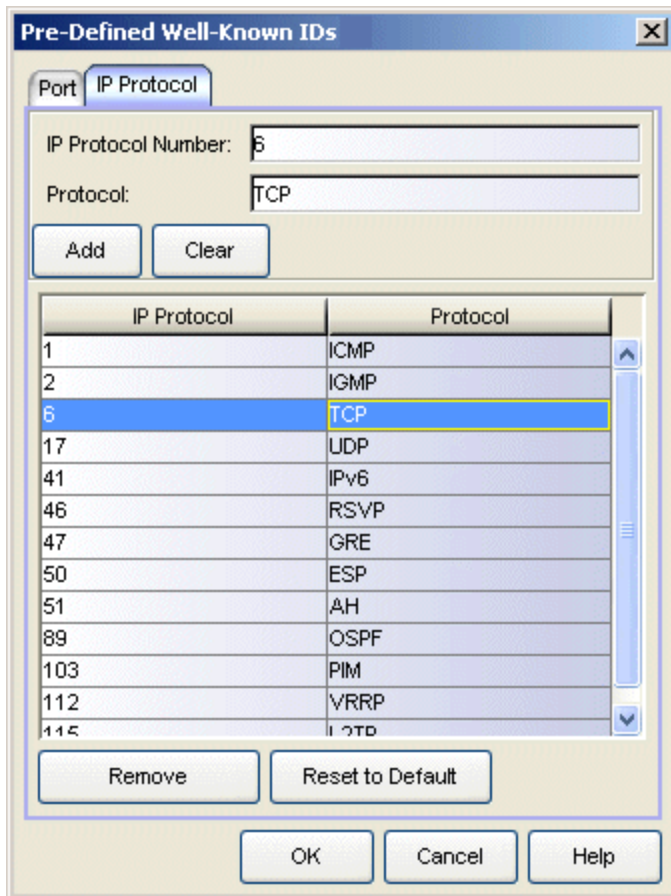 Pre-Defined Well-Known IDs
Port IP Protocol
IP Protocol Number: 6
Protocol: TCP
Add Clear
IP Protocol Protocol
1 ICMP
2 IGMP
6 TCP
17 UDP
41 IPv6
46 RSVP
47 GRE
50 ESP
51 AH
89 OSPF
103 PIM
112 VRRP
115 L2TP
Remove Reset to Default
OK Cancel Help